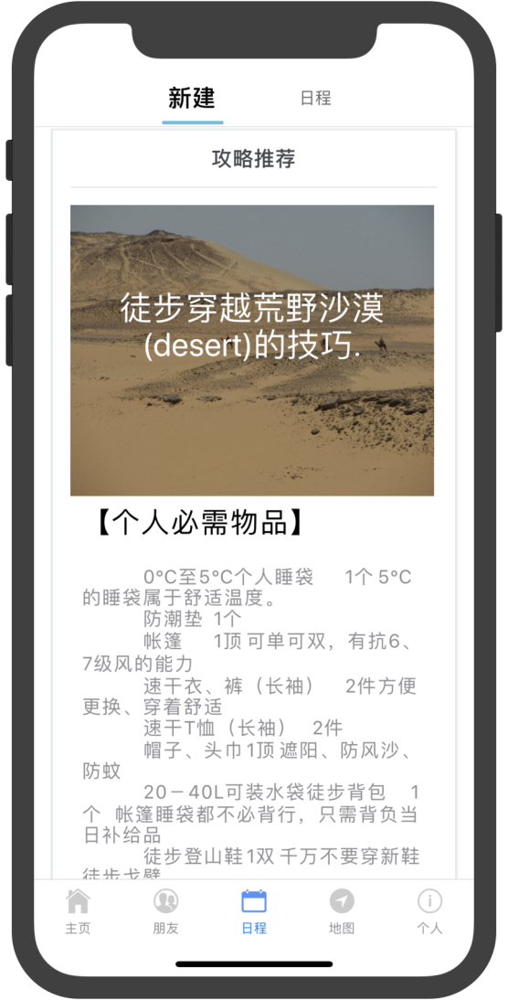 新建 日程
攻略推荐
徒步穿越荒野沙漠
(desert)的技巧.
【个人必需物品】
0°C至5°C个人睡袋 1个 5°C
的睡袋属于舒适温度。
防潮垫 1个
帐篷 1顶 可单可双，有抗6、
7级风的能力
速干衣、裤（长袖） 2件方便
更换、穿着舒适
速干T恤（长袖） 2件
帽子、头巾1顶 遮阳、防风沙、
防蚊
20－40L可装水袋徒步背包 1
个 帐篷睡袋都不必背行，只需背负当
日补给品
徒步登山鞋1双 千万不要穿新鞋
徒步戈壁
主页 朋友 日程 地图 个人